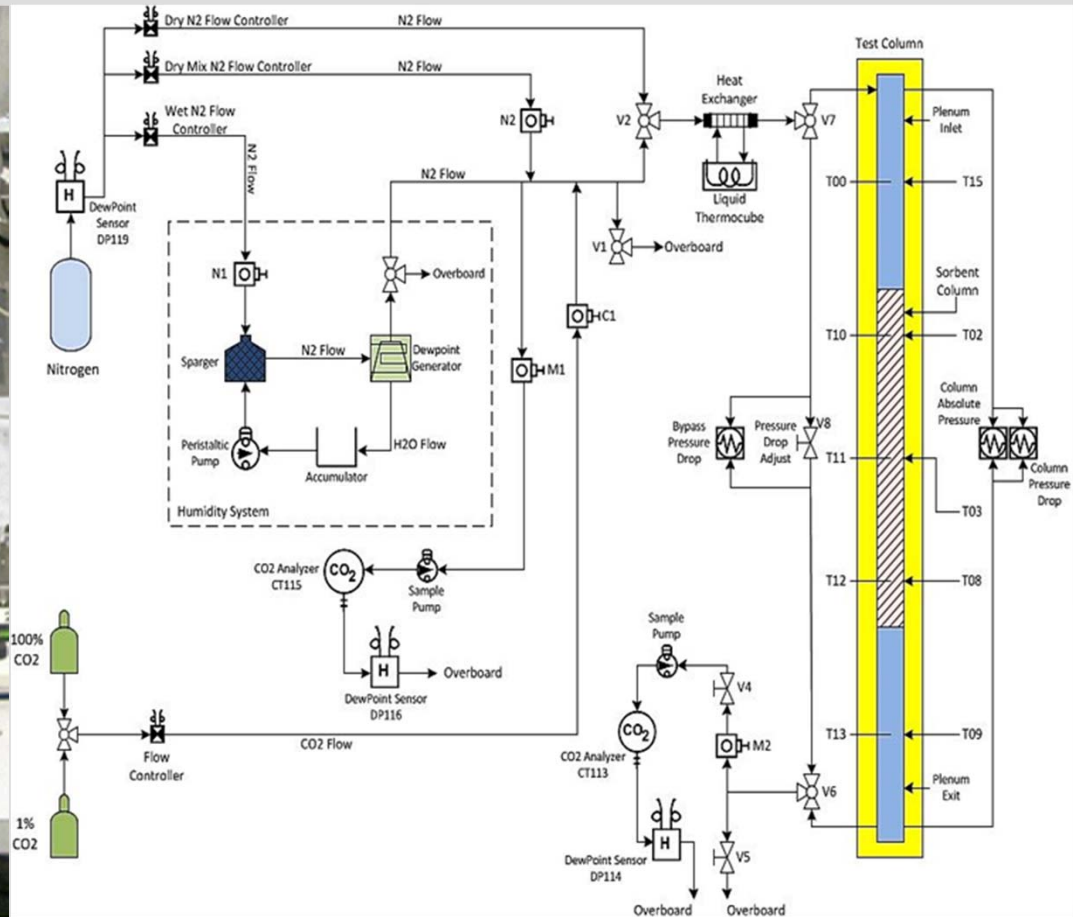 Dry N2 Flow Controller
N2 Flow
Dry Mix N2 Flow Controller
N2 Flow
Wet N2 Flow
Controller
N2 Flow
H
DewPoint
Sensor
DP119
Nitrogen
N1
Sparger
N2 Flow
Dewpoint
Generator
Overboard
Peristaltic
Pump
Accumulator
H2O Flow
Humidity System
N2 Flow
N2
V2
Heat
Exchanger
Liquid
Thermocube
V7
V1
Overboard
C1
M1
CO2 Analyzer
CT115
CO2
Sample
Pump
H
DewPoint Sensor
DP116
Overboard
100%
CO2
1%
CO2
Flow
Controller
CO2 Flow
Test Column
Plenum
Inlet
T00
T15
Sorbent
Column
T10
T02
Column
Absolute
Pressure
Bypass
Pressure
Drop
Pressure
Drop
Adjust
V8
T11
Column
Pressure
Drop
T03
T12
T08
Sample
Pump
V4
CO2
CO2 Analyzer
CT113
M2
T13
T09
V6
Plenum
Exit
H
DewPoint Sensor
DP114
V5
Overboard
Overboard